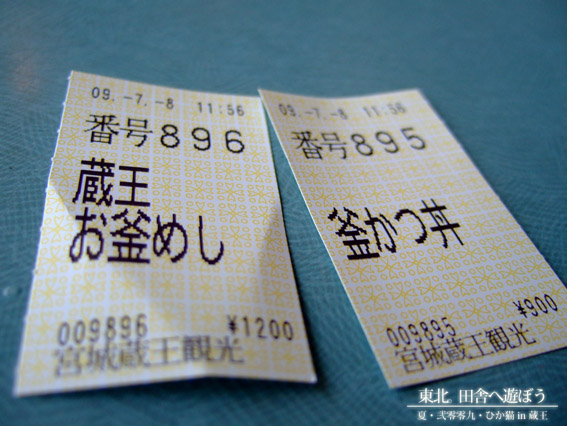 09.-7.-8 11:56
番号896
蔵王
お釜めし
009896 ¥1200
宮城蔵王観光
09.-7.-8 11:56
番号895
釜かつ丼
009895 ¥900
宮城蔵王観光
東北 田舎へ遊ぼう
夏・弐零零九・ひか猫 in 蔵王